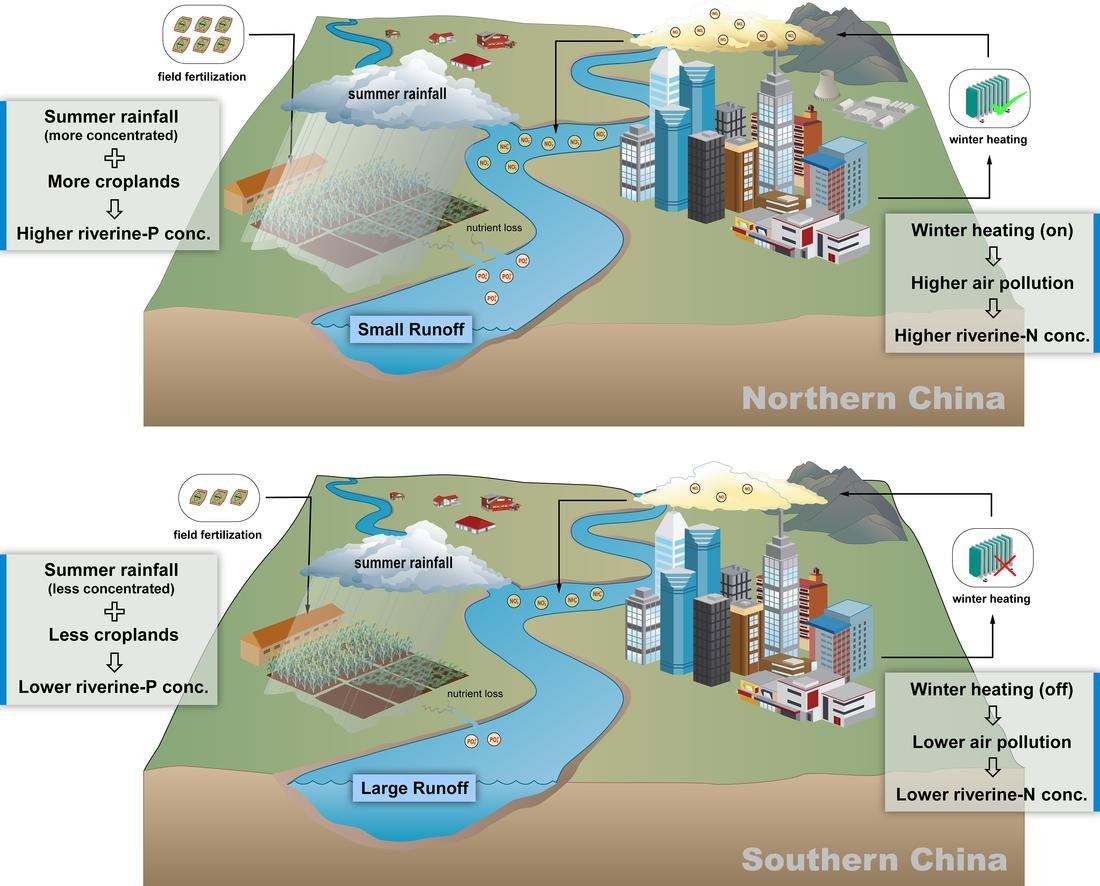 field fertilization
Summer rainfall
(more concentrated)
More croplands
Higher riverine-P conc.
summer rainfall
nutrient loss
Small Runoff
winter heating
Winter heating (on)
Higher air pollution
Higher riverine-N conc.
Northern China
field fertilization
Summer rainfall
(less concentrated)
Less croplands
Lower riverine-P conc.
summer rainfall
nutrient loss
Large Runoff
winter heating
Winter heating (off)
Lower air pollution
Lower riverine-N conc.
Southern China